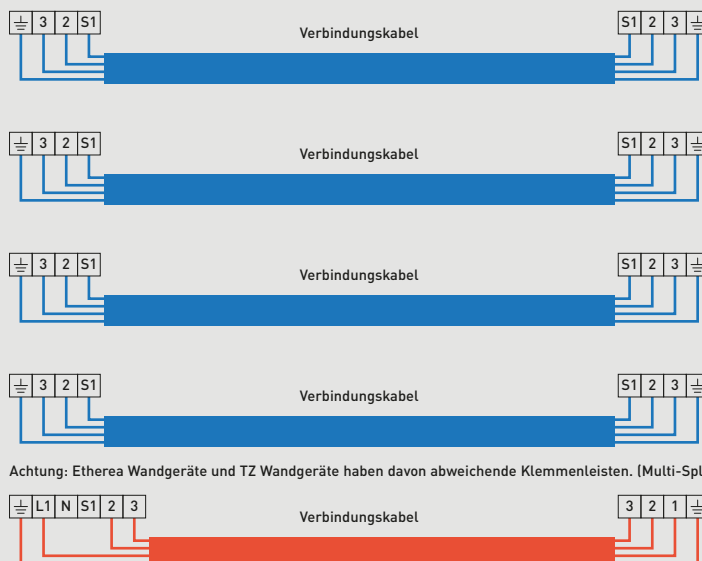 ⏚ 3 2 S1 Verbindungskabel S1 2 3 ⏚
⏚ 3 2 S1 Verbindungskabel S1 2 3 ⏚
⏚ 3 2 S1 Verbindungskabel S1 2 3 ⏚
⏚ 3 2 S1 Verbindungskabel S1 2 3 ⏚
Achtung: Etherea Wandgeräte und TZ Wandgeräte haben davon abweichende Klemmenleisten. (Multi-Spl
⏚ L1 N S1 2 3 Verbindungskabel 3 2 1 ⏚